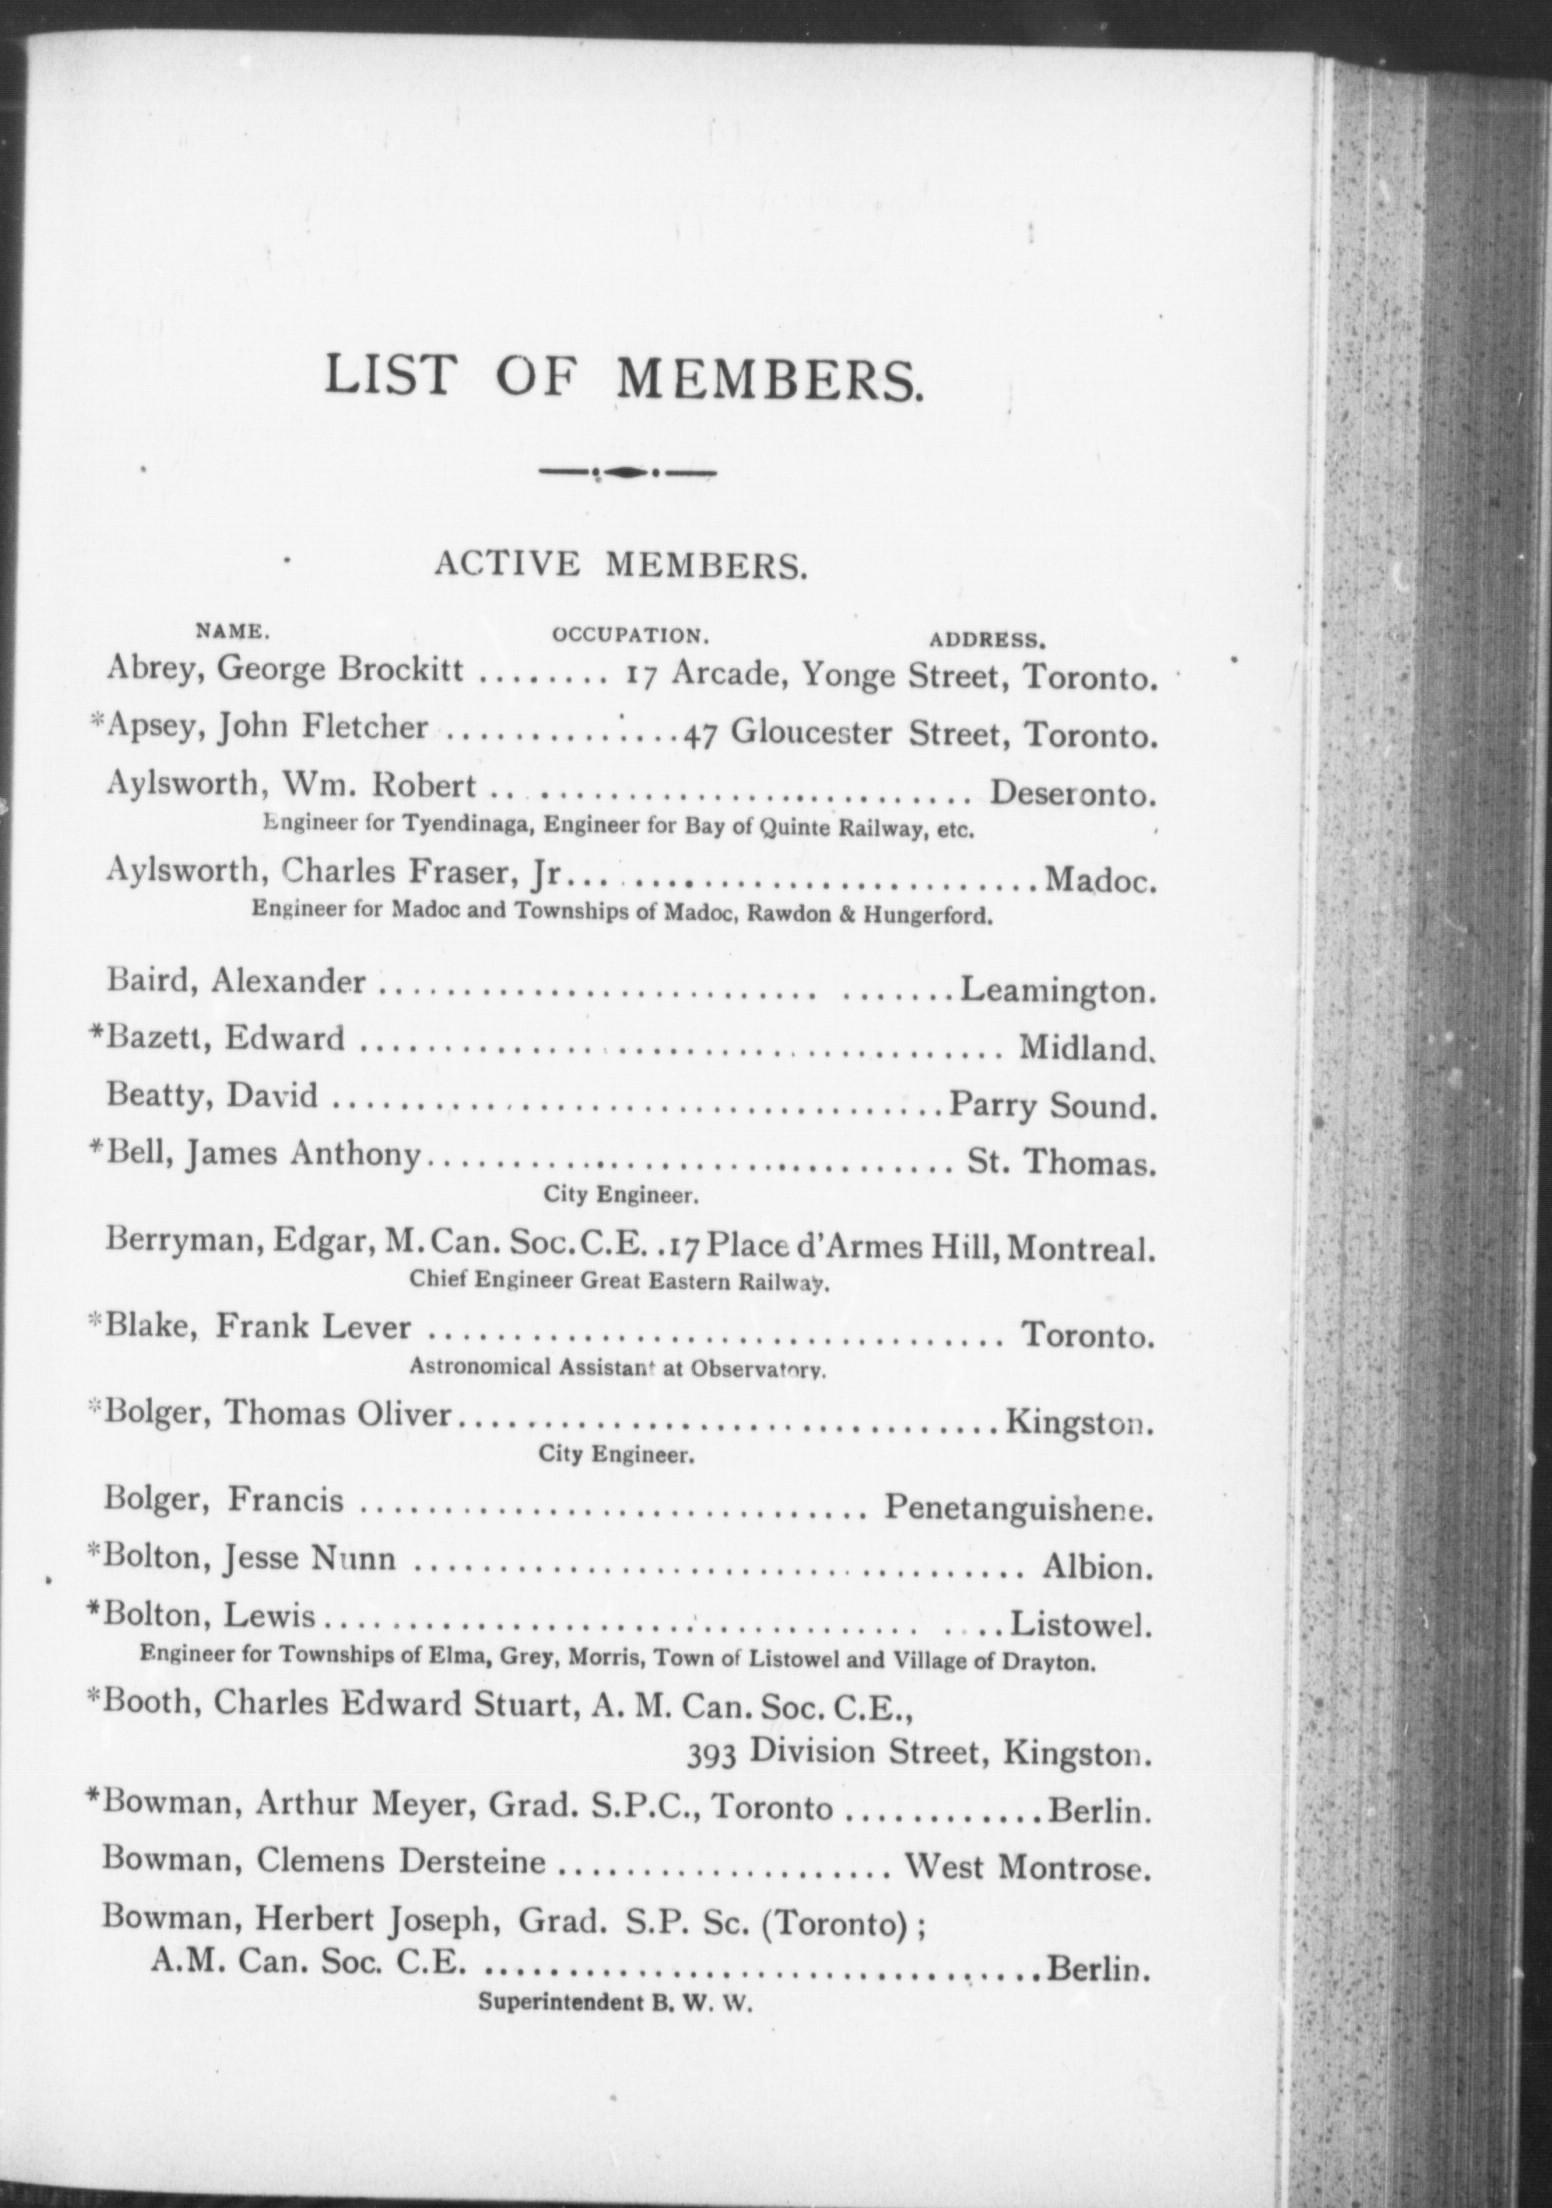 LIST OF MEMBERS.
ACTIVE MEMBERS.
NAME. OCCUPATION. ADDRESS.
Abrey, George Brockitt ........ 17 Arcade, Yonge Street, Toronto.
*Apsey, John Fletcher ..............47 Gloucester Street, Toronto.
Aylsworth, Wm. Robert ............................ Deseronto.
Engineer for Tyendinaga, Engineer for Bay of Quinte Railway, etc.
Aylsworth, Charles Fraser, Jr............................Madoc.
Engineer for Madoc and Townships of Madoc, Rawdon & Hungerford.
Baird, Alexander .................................Leamington.
*Bazett, Edward ...................................... Midland.
Beatty, David ....................................Parry Sound.
*Bell, James Anthony............................... St. Thomas.
City Engineer.
Berryman, Edgar, M. Can. Soc. C.E. .17 Place d'Armes Hill, Montreal.
Chief Engineer Great Eastern Railway.
*Blake, Frank Lever .................................. Toronto.
Astronomical Assistant at Observatory.
*Bolger, Thomas Oliver................................Kingston.
City Engineer.
Bolger, Francis .............................. Penetanguishene.
*Bolton, Jesse Nunn .................................... Albion.
*Bolton, Lewis.......................................Listowel.
Engineer for Townships of Elma, Grey, Morris, Town of Listowel and Village of Drayton.
*Booth, Charles Edward Stuart, A. M. Can. Soc. C.E.,
393 Division Street, Kingston.
*Bowman, Arthur Meyer, Grad. S.P.C., Toronto ............Berlin.
Bowman, Clemens Dersteine .................... West Montrose.
Bowman, Herbert Joseph, Grad. S.P. Sc. (Toronto) ;
A.M. Can. Soc. C.E. .................................Berlin.
Superintendent B. W. W.